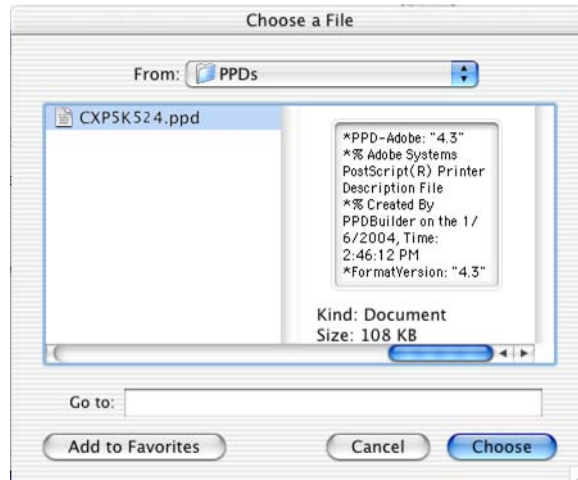 Choose a File
From: PPDs
CXP5K524.ppd
*PPD-Adobe: "4.3"
*% Adobe Systems
PostScript(R) Printer
Description File
*% Created By
PPDBuilder on the 1/
6/2004, Time:
2:46:12 PM
*FormatVersion: "4.3"
Kind: Document
Size: 108 KB
Go to:
Add to Favorites
Cancel
Choose